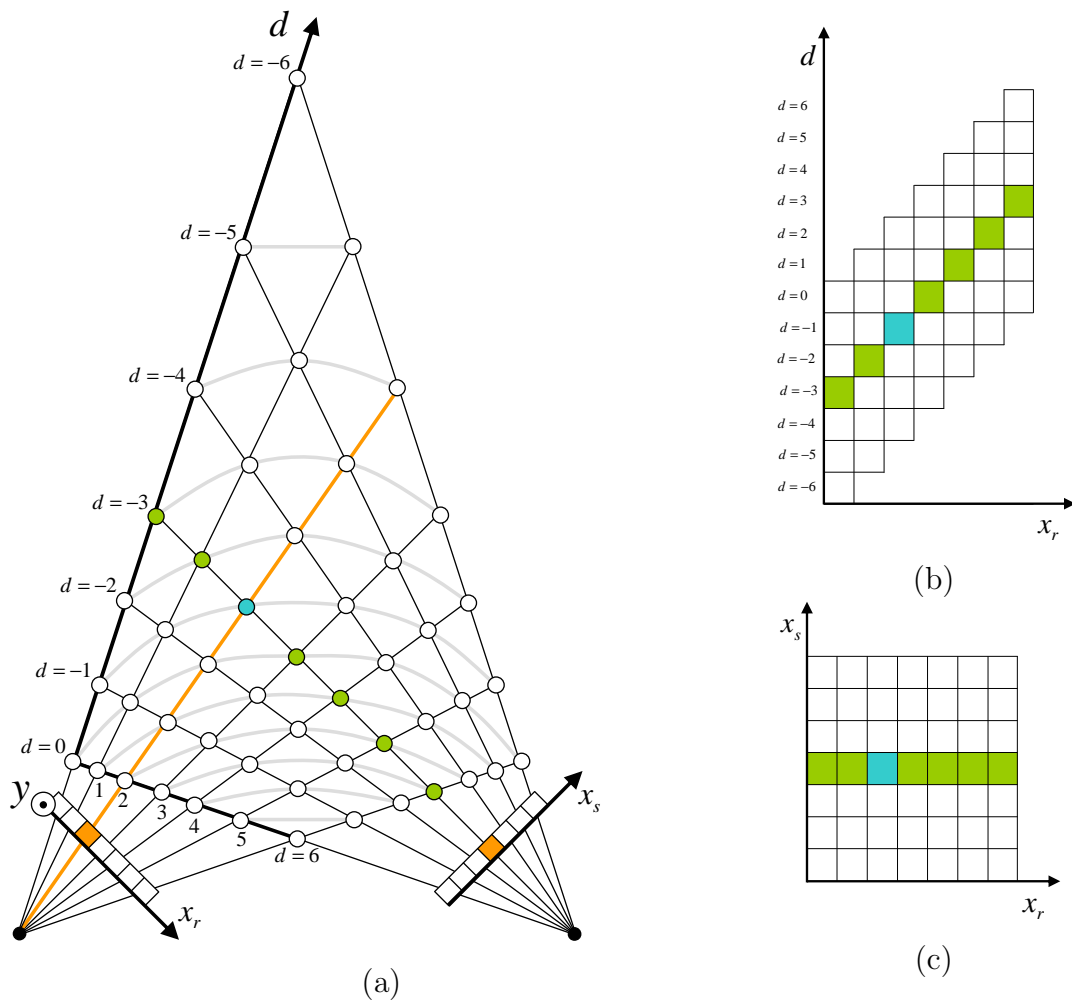 d
d = −6
d = −5
d = −4
d = −3
d = −2
d = −1
d = 0
1
2
3
4
5
d = 6
y
x_r
x_s
(a)
d
d = 6
d = 5
d = 4
d = 3
d = 2
d = 1
d = 0
d = −1
d = −2
d = −3
d = −4
d = −5
d = −6
x_r
(b)
x_s
x_r
(c)